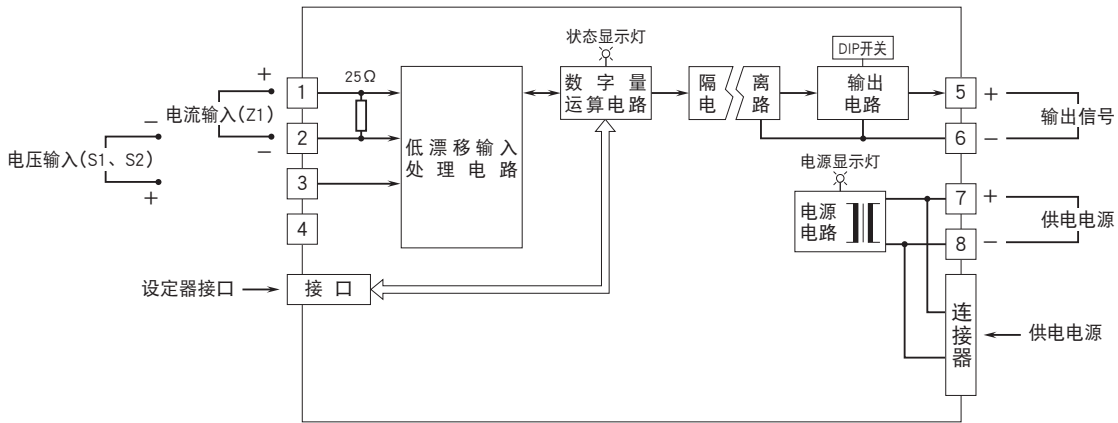 状态显示灯
DIP开关
+
1
25Ω
电流输入(Z1)
−
2
−
电压输入(S1、S2)
+
3
4
低漂移输入
处理电路
数字量
运算电路
隔离
电路
输出
电路
5
+
输出信号
6
−
电源显示灯
电源
电路
7
+
供电电源
8
−
设定器接口
接口
连接器
供电电源